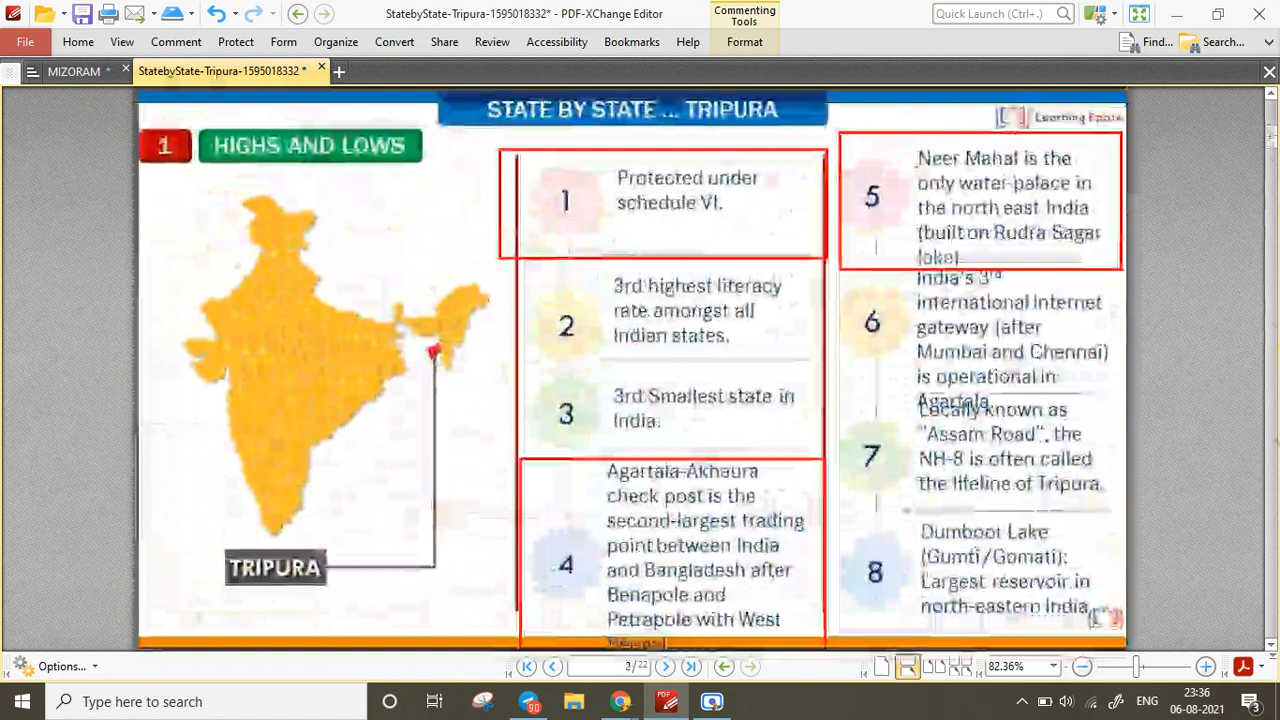 StatebyState-Tripura-1595018332* - PDF-XChange Editor
Commenting Tools
Quick Launch (Ctrl+.)
File Home View Comment Protect Form Organize Convert Share Review Accessibility Bookmarks Help Format Find... Search...
MIZORAM * StatebyState-Tripura-1595018332 *
STATE BY STATE ... TRIPURA
1 HIGHS AND LOWS
TRIPURA
1
Protected under
schedule VI.
2
3rd highest literacy
rate amongst all
Indian states.
3
3rd Smallest state in
India.
4
Agartala-Akhaura
check post is the
second-largest trading
point between India
and Bangladesh after
Benapole and
Petrapole with West
Learning
5
Neer Mahal is the
only water palace in
the north east India
(built on Rudra Sagar
lake)
6
India's 3rd
international Internet
gateway (after
Mumbai and Chennai)
is operational in
Agartala.
7
Locally known as
"Assam Road", the
NH-8 is often called
the lifeline of Tripura.
8
Dumboor Lake
(Gumti/Gomati):
Largest reservoir in
north-eastern India
Options... 2 / 22 82.36%
Type here to search
90
ENG
23:36
06-08-2021
3